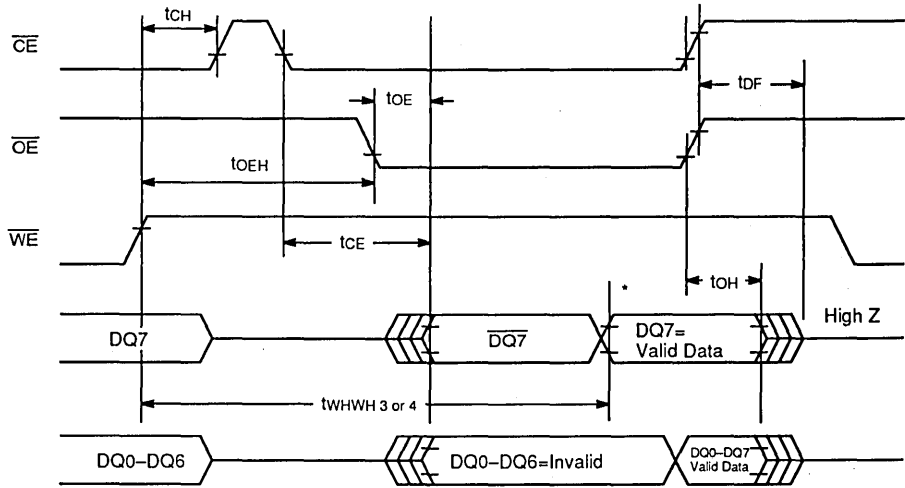 tCH
CE
tDF
tOE
OE
tOEH
WE
tCE
tOH
*
High Z
DQ7
DQ7
DQ7=
Valid Data
tWHWH 3 or 4
DQ0–DQ6
DQ0–DQ6=Invalid
DQ0–DQ7
Valid Data